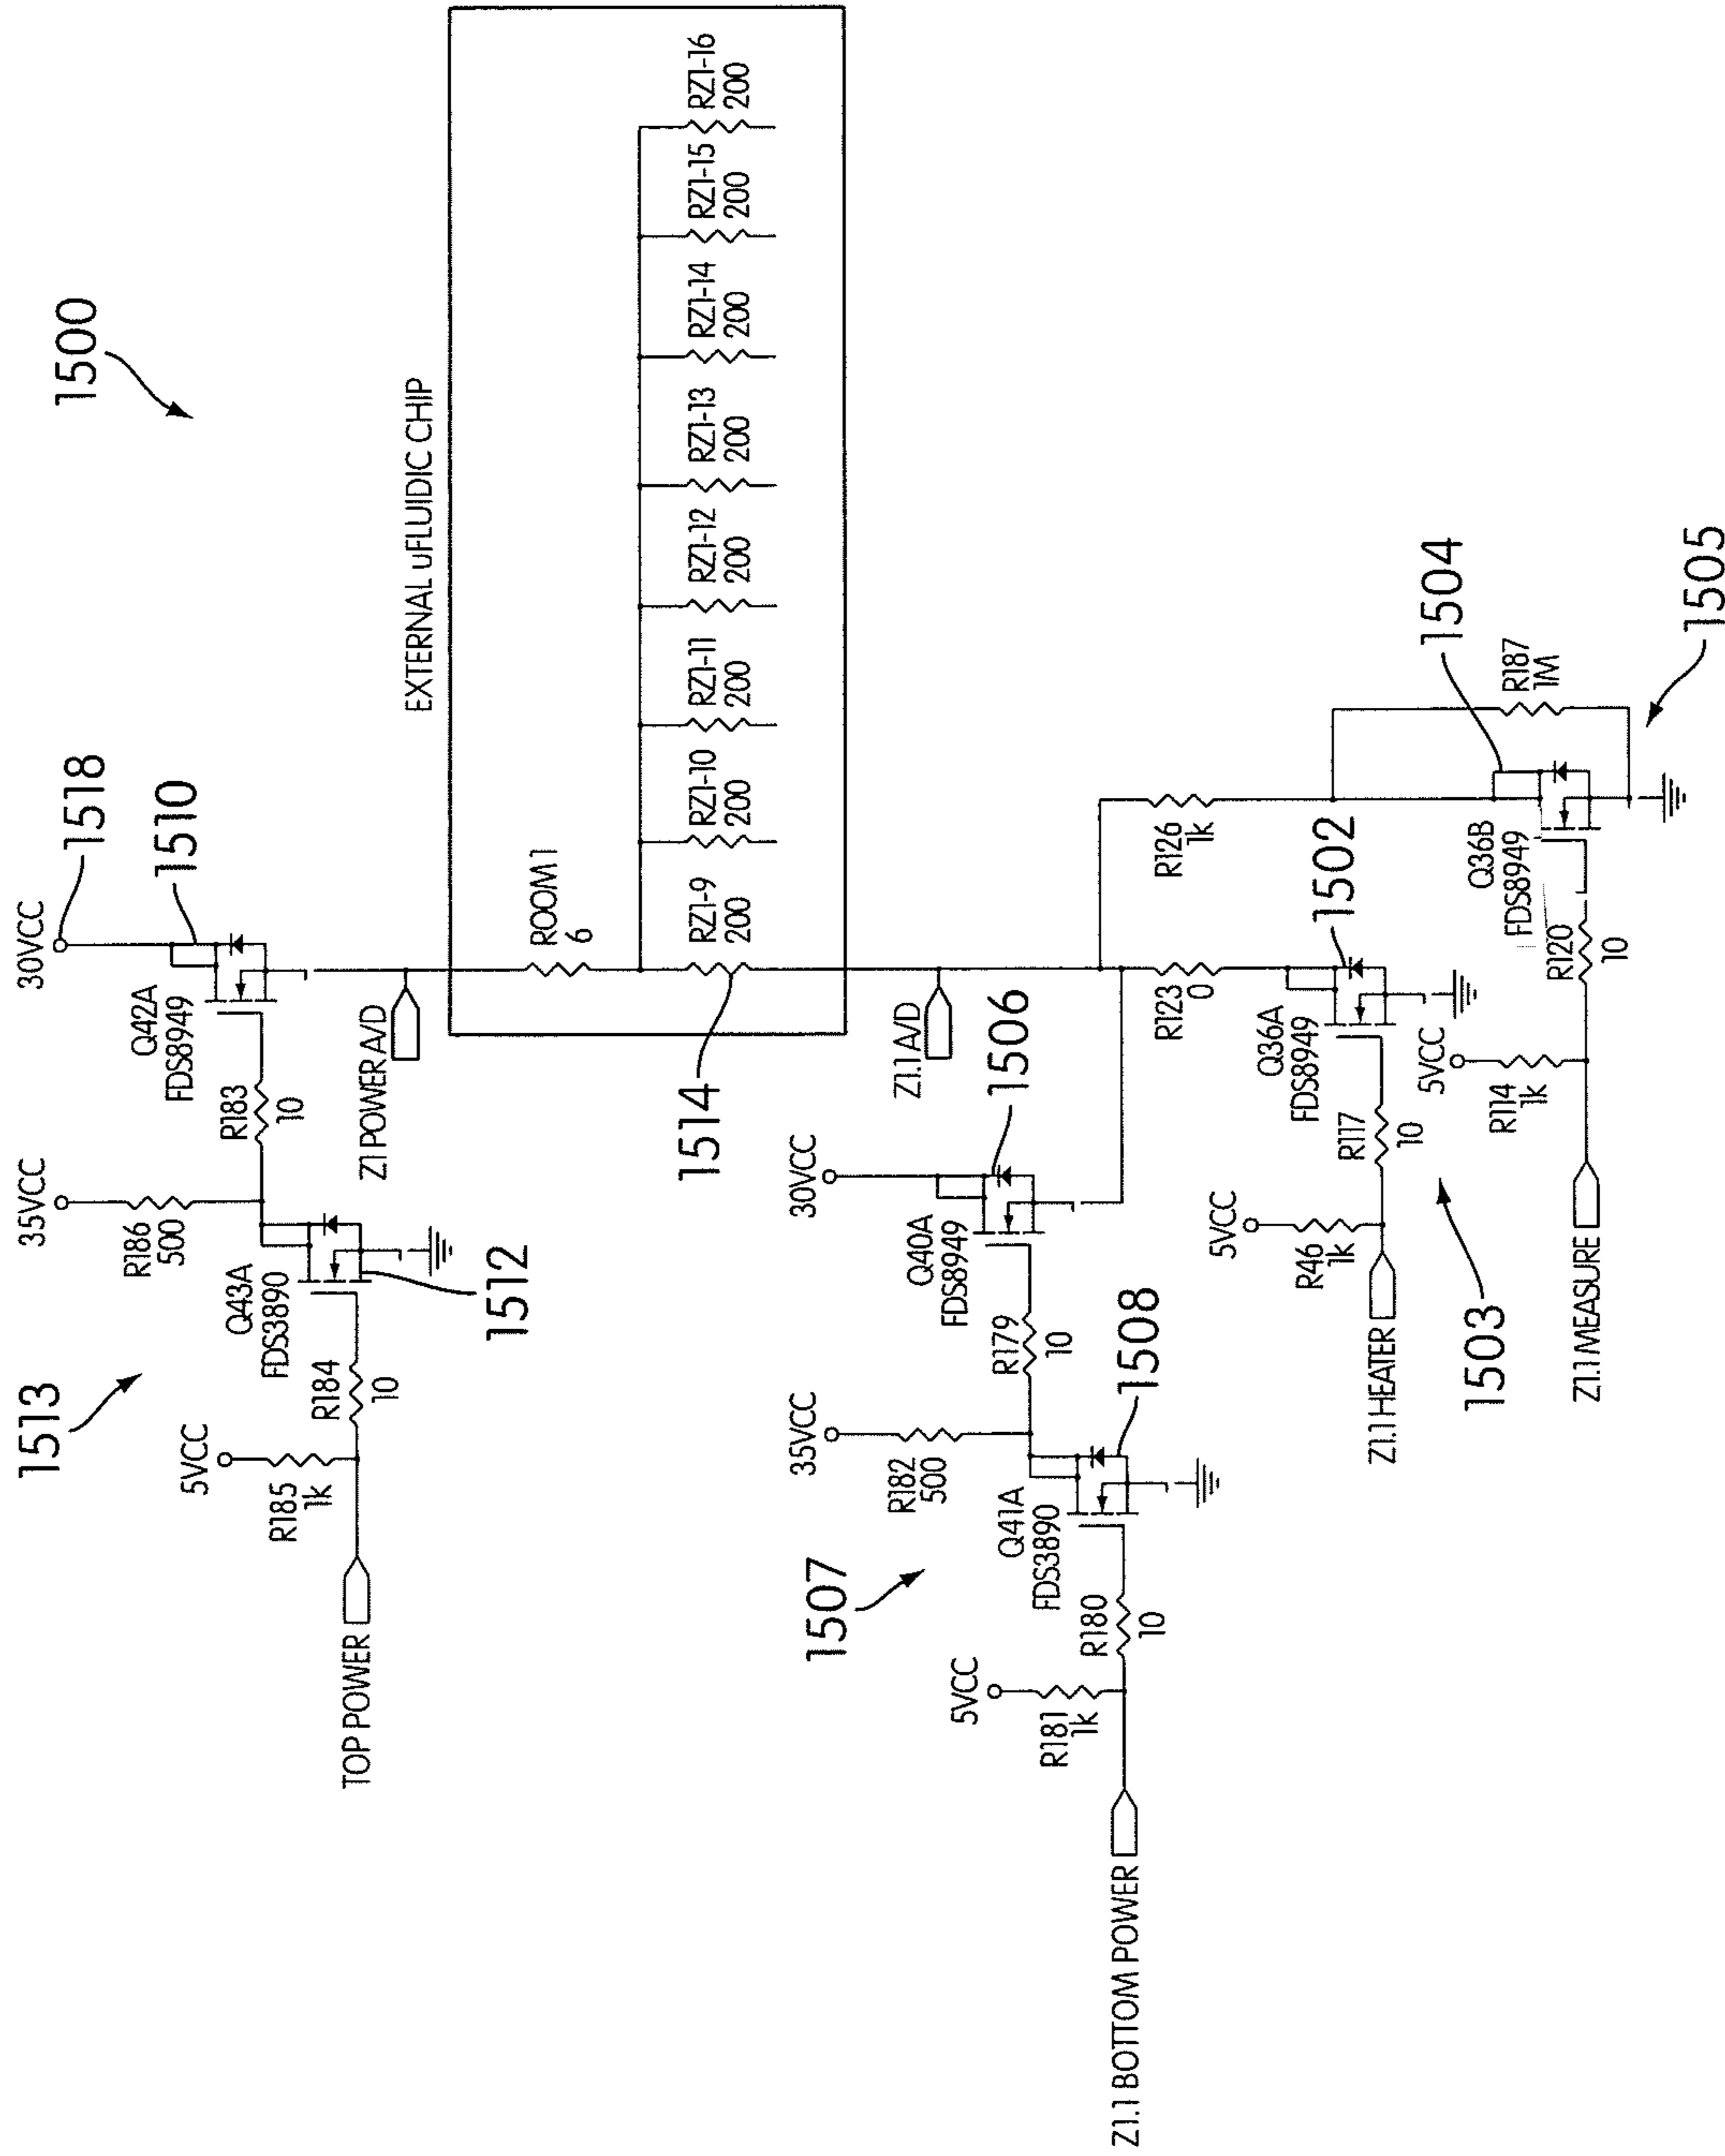 1500
1513
1518
30VCC
1510
35VCC
Q42A
FDS8949
R186
500
R183
10
Q43A
FDS3890
1512
5VCC
R184
10
R185
1k
TOP POWER
Z1 POWER A/D
EXTERNAL uFLUIDIC CHIP
ROOM 1
6
RZ1-9
200
RZ1-10
200
RZ1-11
200
RZ1-12
200
RZ1-13
200
RZ1-14
200
RZ1-15
200
RZ1-16
200
1514
Z1.1 A/D
1506
30VCC
Q40A
FDS8949
35VCC
R179
10
R182
500
1508
Q41A
FDS3890
1507
R180
10
5VCC
R181
1k
Z1.1 BOTTOM POWER
R126
1k
R123
0
1502
Q36A
FDS8949
5VCC
R117
10
R46
1k
Z1.1 HEATER
1503
1504
R187
1M
1505
Q36B
FDS8949
R120
10
5VCC
R114
1k
Z1.1 MEASURE